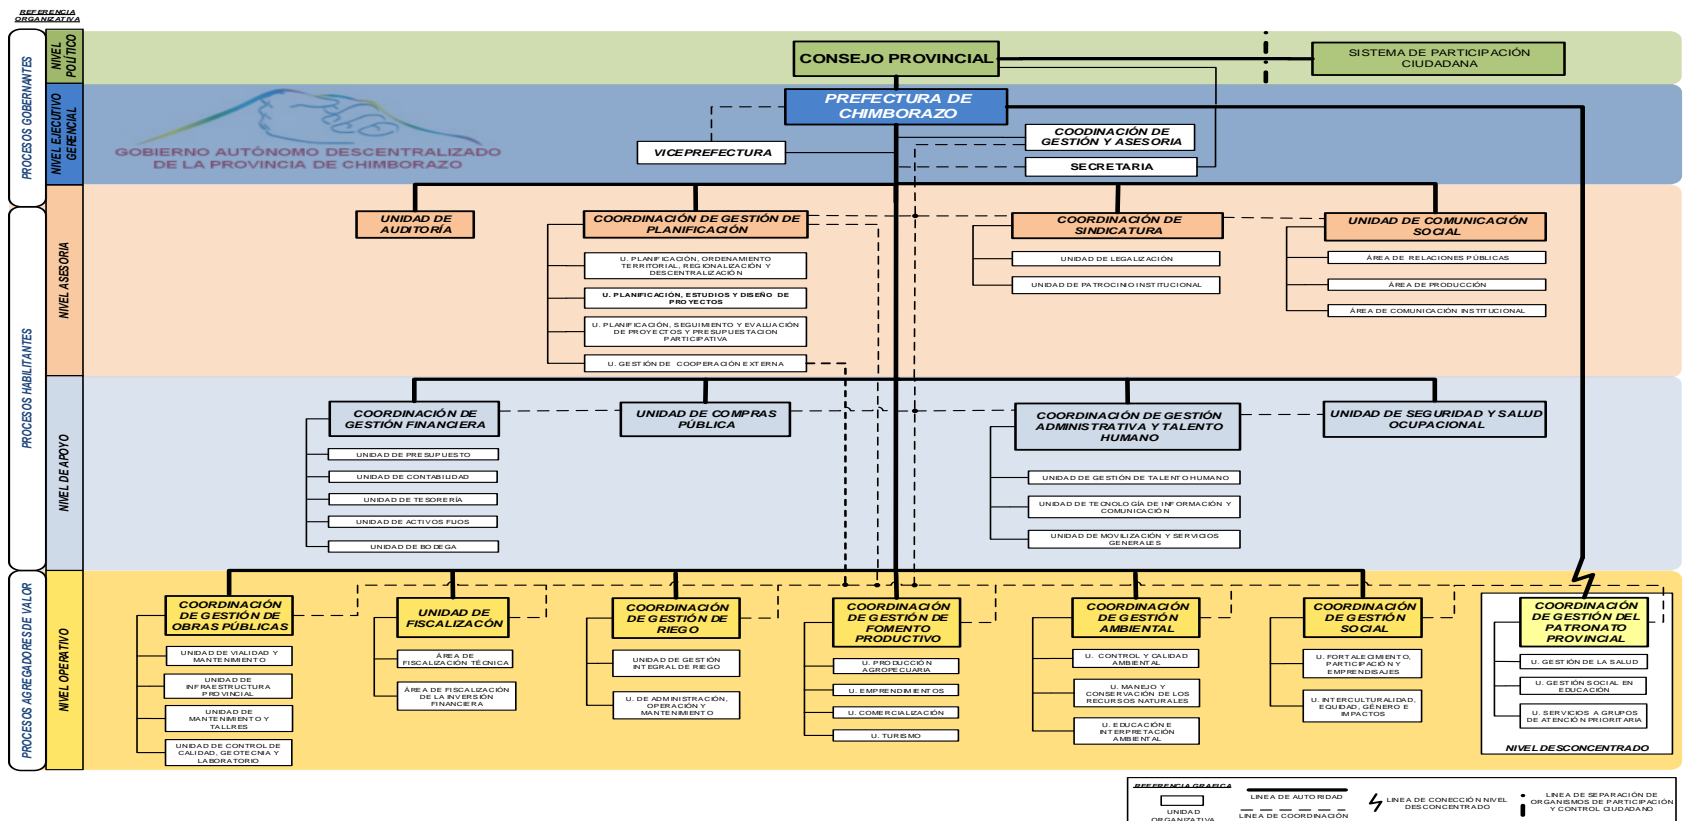 REFERENCIA
ORGANIZATIVA
PROCESOS GOBERNANTES
NIVEL
POLÍTICO
CONSEJO PROVINCIAL
SISTEMA DE PARTICIPACIÓN
CIUDADANA
NIVEL EJECUTIVO
GERENCIAL
GOBIERNO AUTÓNOMO DESCENTRALIZADO
DE LA PROVINCIA DE CHIMBORAZO
PREFECTURA DE
CHIMBORAZO
VICEPREFECTURA
COODINACIÓN DE
GESTIÓN Y ASESORIA
SECRETARIA
PROCESOS HABILITANTES
NIVEL ASESORIA
UNIDAD DE
AUDITORÍA
COORDINACIÓN DE GESTIÓN DE
PLANIFICACIÓN
U. PLANIFICACIÓN, ORDENAMIENTO
TERRITORIAL, REGIONALIZACIÓN Y
DESCENTRALIZACIÓN
U. PLANIFICACIÓN, ESTUDIOS Y DISEÑO DE
PROYECTOS
U. PLANIFICACIÓN, SEGUIMIENTO Y EVALUACIÓN
DE PROYECTOS Y PRESUPUESTACION
PARTICIPATIVA
U. GESTIÓN DE COOPERACIÓN EXTERNA
COORDINACIÓN DE
SINDICATURA
UNIDAD DE LEGALIZACIÓN
UNIDAD DE PATROCINIO INSTITUCIONAL
UNIDAD DE COMUNICACIÓN
SOCIAL
ÁREA DE RELACIONES PÚBLICAS
ÁREA DE PRODUCCIÓN
ÁREA DE COMUNICACIÓN INSTITUCIONAL
NIVEL DE APOYO
COORDINACIÓN DE
GESTIÓN FINANCIERA
UNIDAD DE PRESUPUESTO
UNIDAD DE CONTABILIDAD
UNIDAD DE TESORERÍA
UNIDAD DE ACTIVOS FIJOS
UNIDAD DE BODEGA
UNIDAD DE COMPRAS
PÚBLICA
COORDINACIÓN DE GESTIÓN
ADMINISTRATIVA Y TALENTO
HUMANO
UNIDAD DE GESTIÓN DE TALENTO HUMANO
UNIDAD DE TECNOLOGÍA DE INFORMACIÓN Y
COMUNICACIÓN
UNIDAD DE MOVILIZACIÓN Y SERVICIOS
GENERALES
UNIDAD DE SEGURIDAD Y SALUD
OCUPACIONAL
PROCESOS AGREGADORES DE VALOR
NIVEL OPERATIVO
COORDINACIÓN
DE GESTIÓN DE
OBRAS PÚBLICAS
UNIDAD DE VIALIDAD Y
MANTENIMIENTO
UNIDAD DE
INFRAESTRUCTURA
PROVINCIAL
UNIDAD DE
MANTENIMIENTO Y
TALLRES
UNIDAD DE CONTROL DE
CALIDAD, GEOTECNIA Y
LABORATORIO
UNIDAD DE
FISCALIZACÓN
ÁREA DE
FISCALIZACIÓN TÉCNICA
ÁREA DE FISCALIZACIÓN
DE LA INVERSIÓN
FINANCIERA
COORDINACIÓN
DE GESTIÓN DE
RIEGO
UNIDAD DE GESTIÓN
INTEGRAL DE RIEGO
U. DE ADMINISTRACIÓN,
OPERACIÓN Y
MANTENIMIENTO
COORDINACIÓN
DE GESTIÓN DE
FOMENTO
PRODUCTIVO
U. PRODUCCIÓN
AGROPECUARIA
U. EMPRENDIMIENTOS
U. COMERCIALIZACIÓN
U. TURISMO
COORDINACIÓN
DE GESTIÓN
AMBIENTAL
U. CONTROL Y CALIDAD
AMBIENTAL
U. MANEJO Y
CONSERVACIÓN DE LOS
RECURSOS NATURALES
U. EDUCACIÓN E
INTERPRETACIÓN
AMBIENTAL
COORDINACIÓN
DE GESTIÓN
SOCIAL
U. FORTALECIMIENTO,
PARTICIPACIÓN Y
EMPRENDISAJES
U. INTERCULTURALIDAD,
EQUIDAD, GÉNERO E
IMPACTOS
COORDINACIÓN
DE GESTIÓN DEL
PATRONATO
PROVINCIAL
U. GESTIÓN DE LA SALUD
U. GESTIÓN SOCIAL EN
EDUCACIÓN
U. SERVICIOS A GRUPOS
DE ATENCIÓN PRIORITARIA
NIVEL DESCONCENTRADO
REFERENCIA GRAFICA
UNIDAD
ORGANIZATIVA
LINEA DE AUTORIDAD
LINEA DE COORDINACIÓN
LINEA DE CONECCIÓN NIVEL
DESCONCENTRADO
LINEA DE SEPARACIÓN DE
ORGANISMOS DE PARTICIPACIÓN
Y CONTROL CIUDADANO